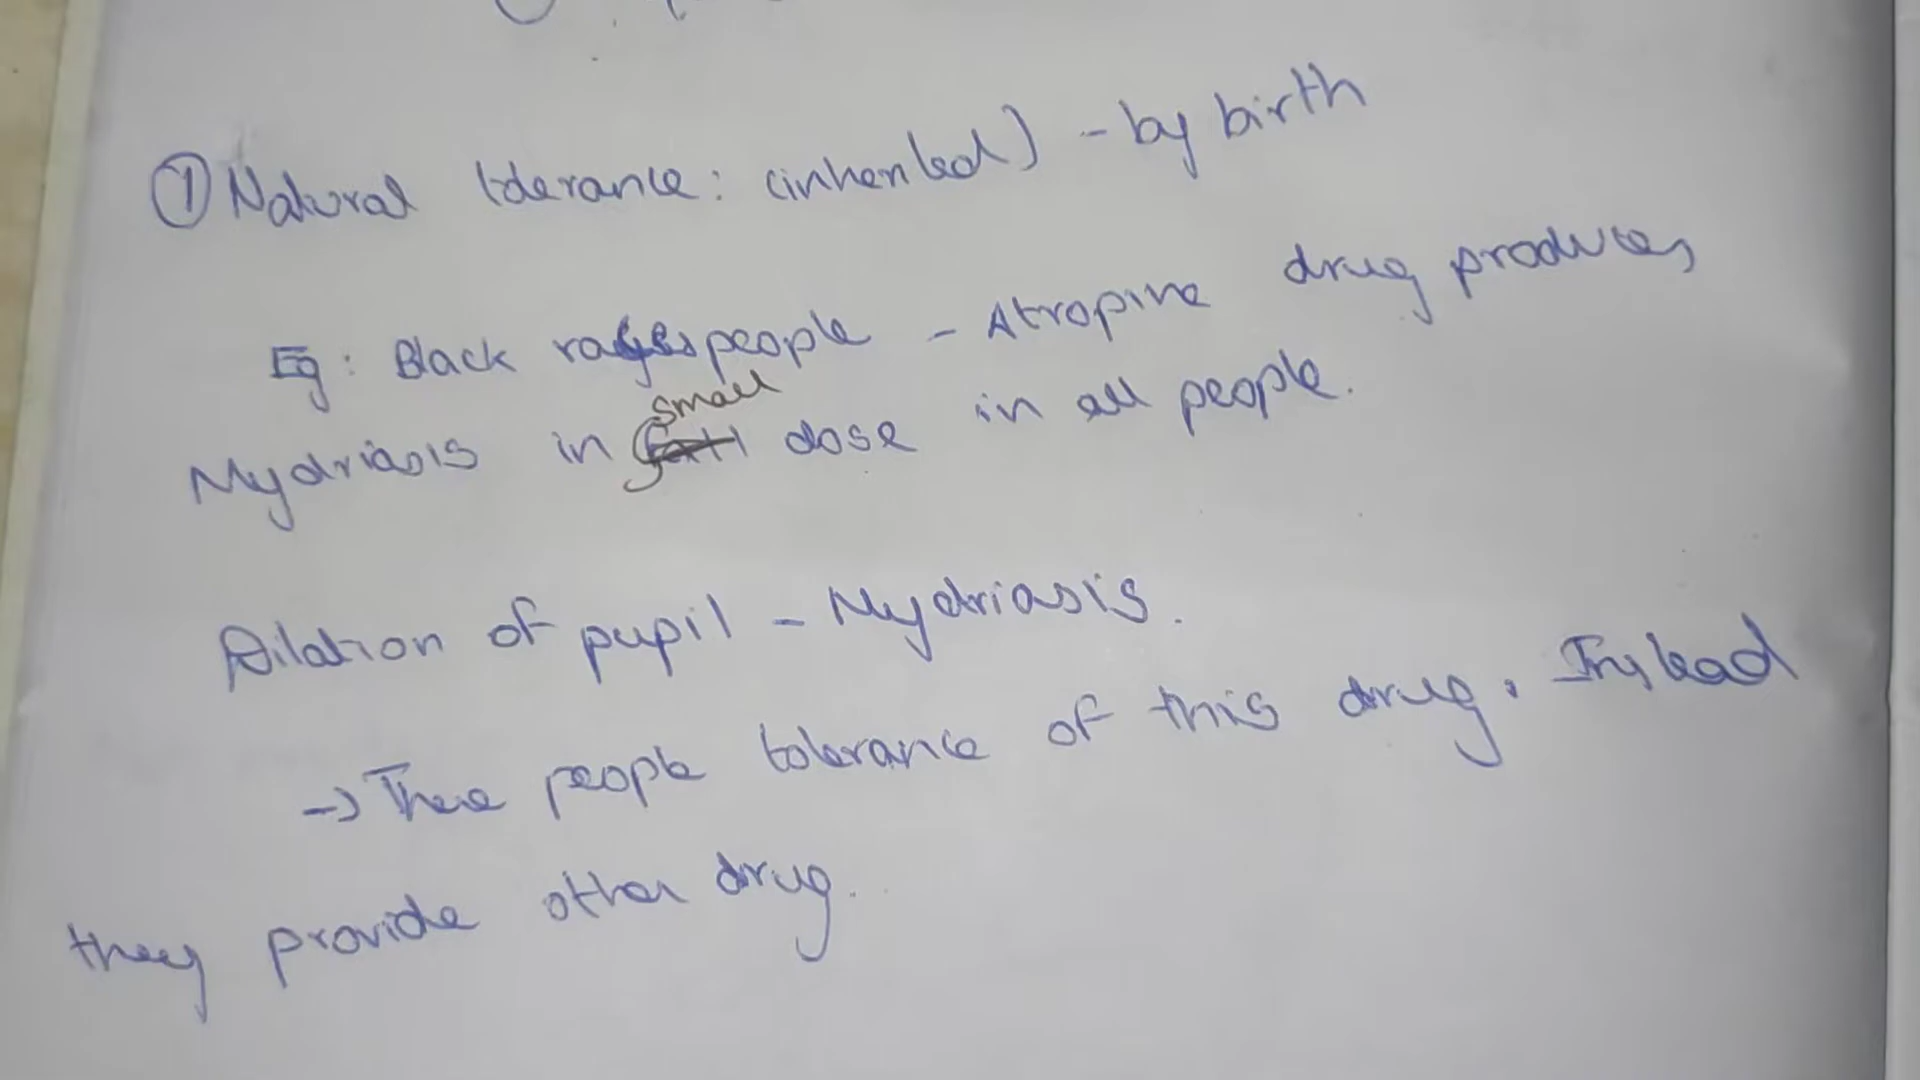 ① Natural tolerance: (inherited) - by birth
Eg: Black races people - Atropine drug produces
Mydriasis in small dose in all people.
Dilation of pupil - Mydriasis.
→ These people tolerance of this drug. Instead
they provide other drug.